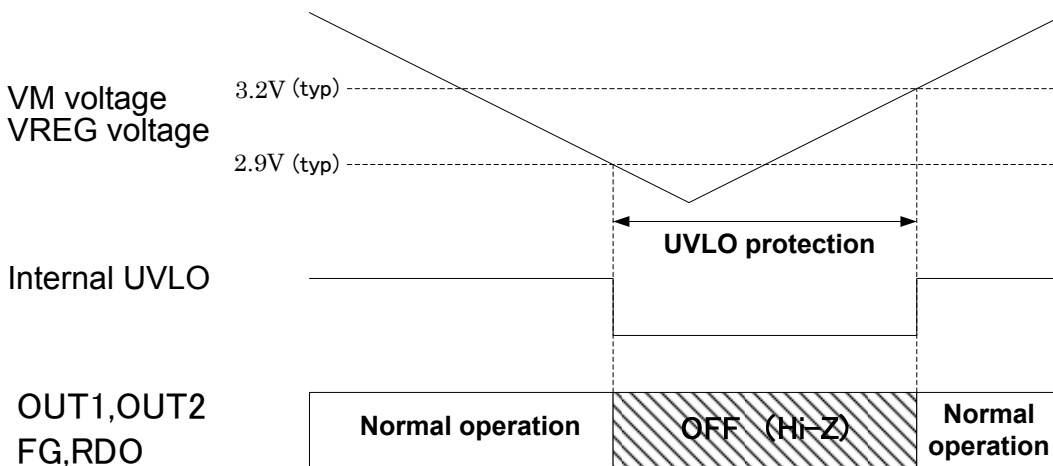 VM voltage
VREG voltage
3.2V (typ)
2.9V (typ)
UVLO protection
Internal UVLO
OUT1,OUT2
FG,RDO
Normal operation
OFF (Hi-Z)
Normal
operation